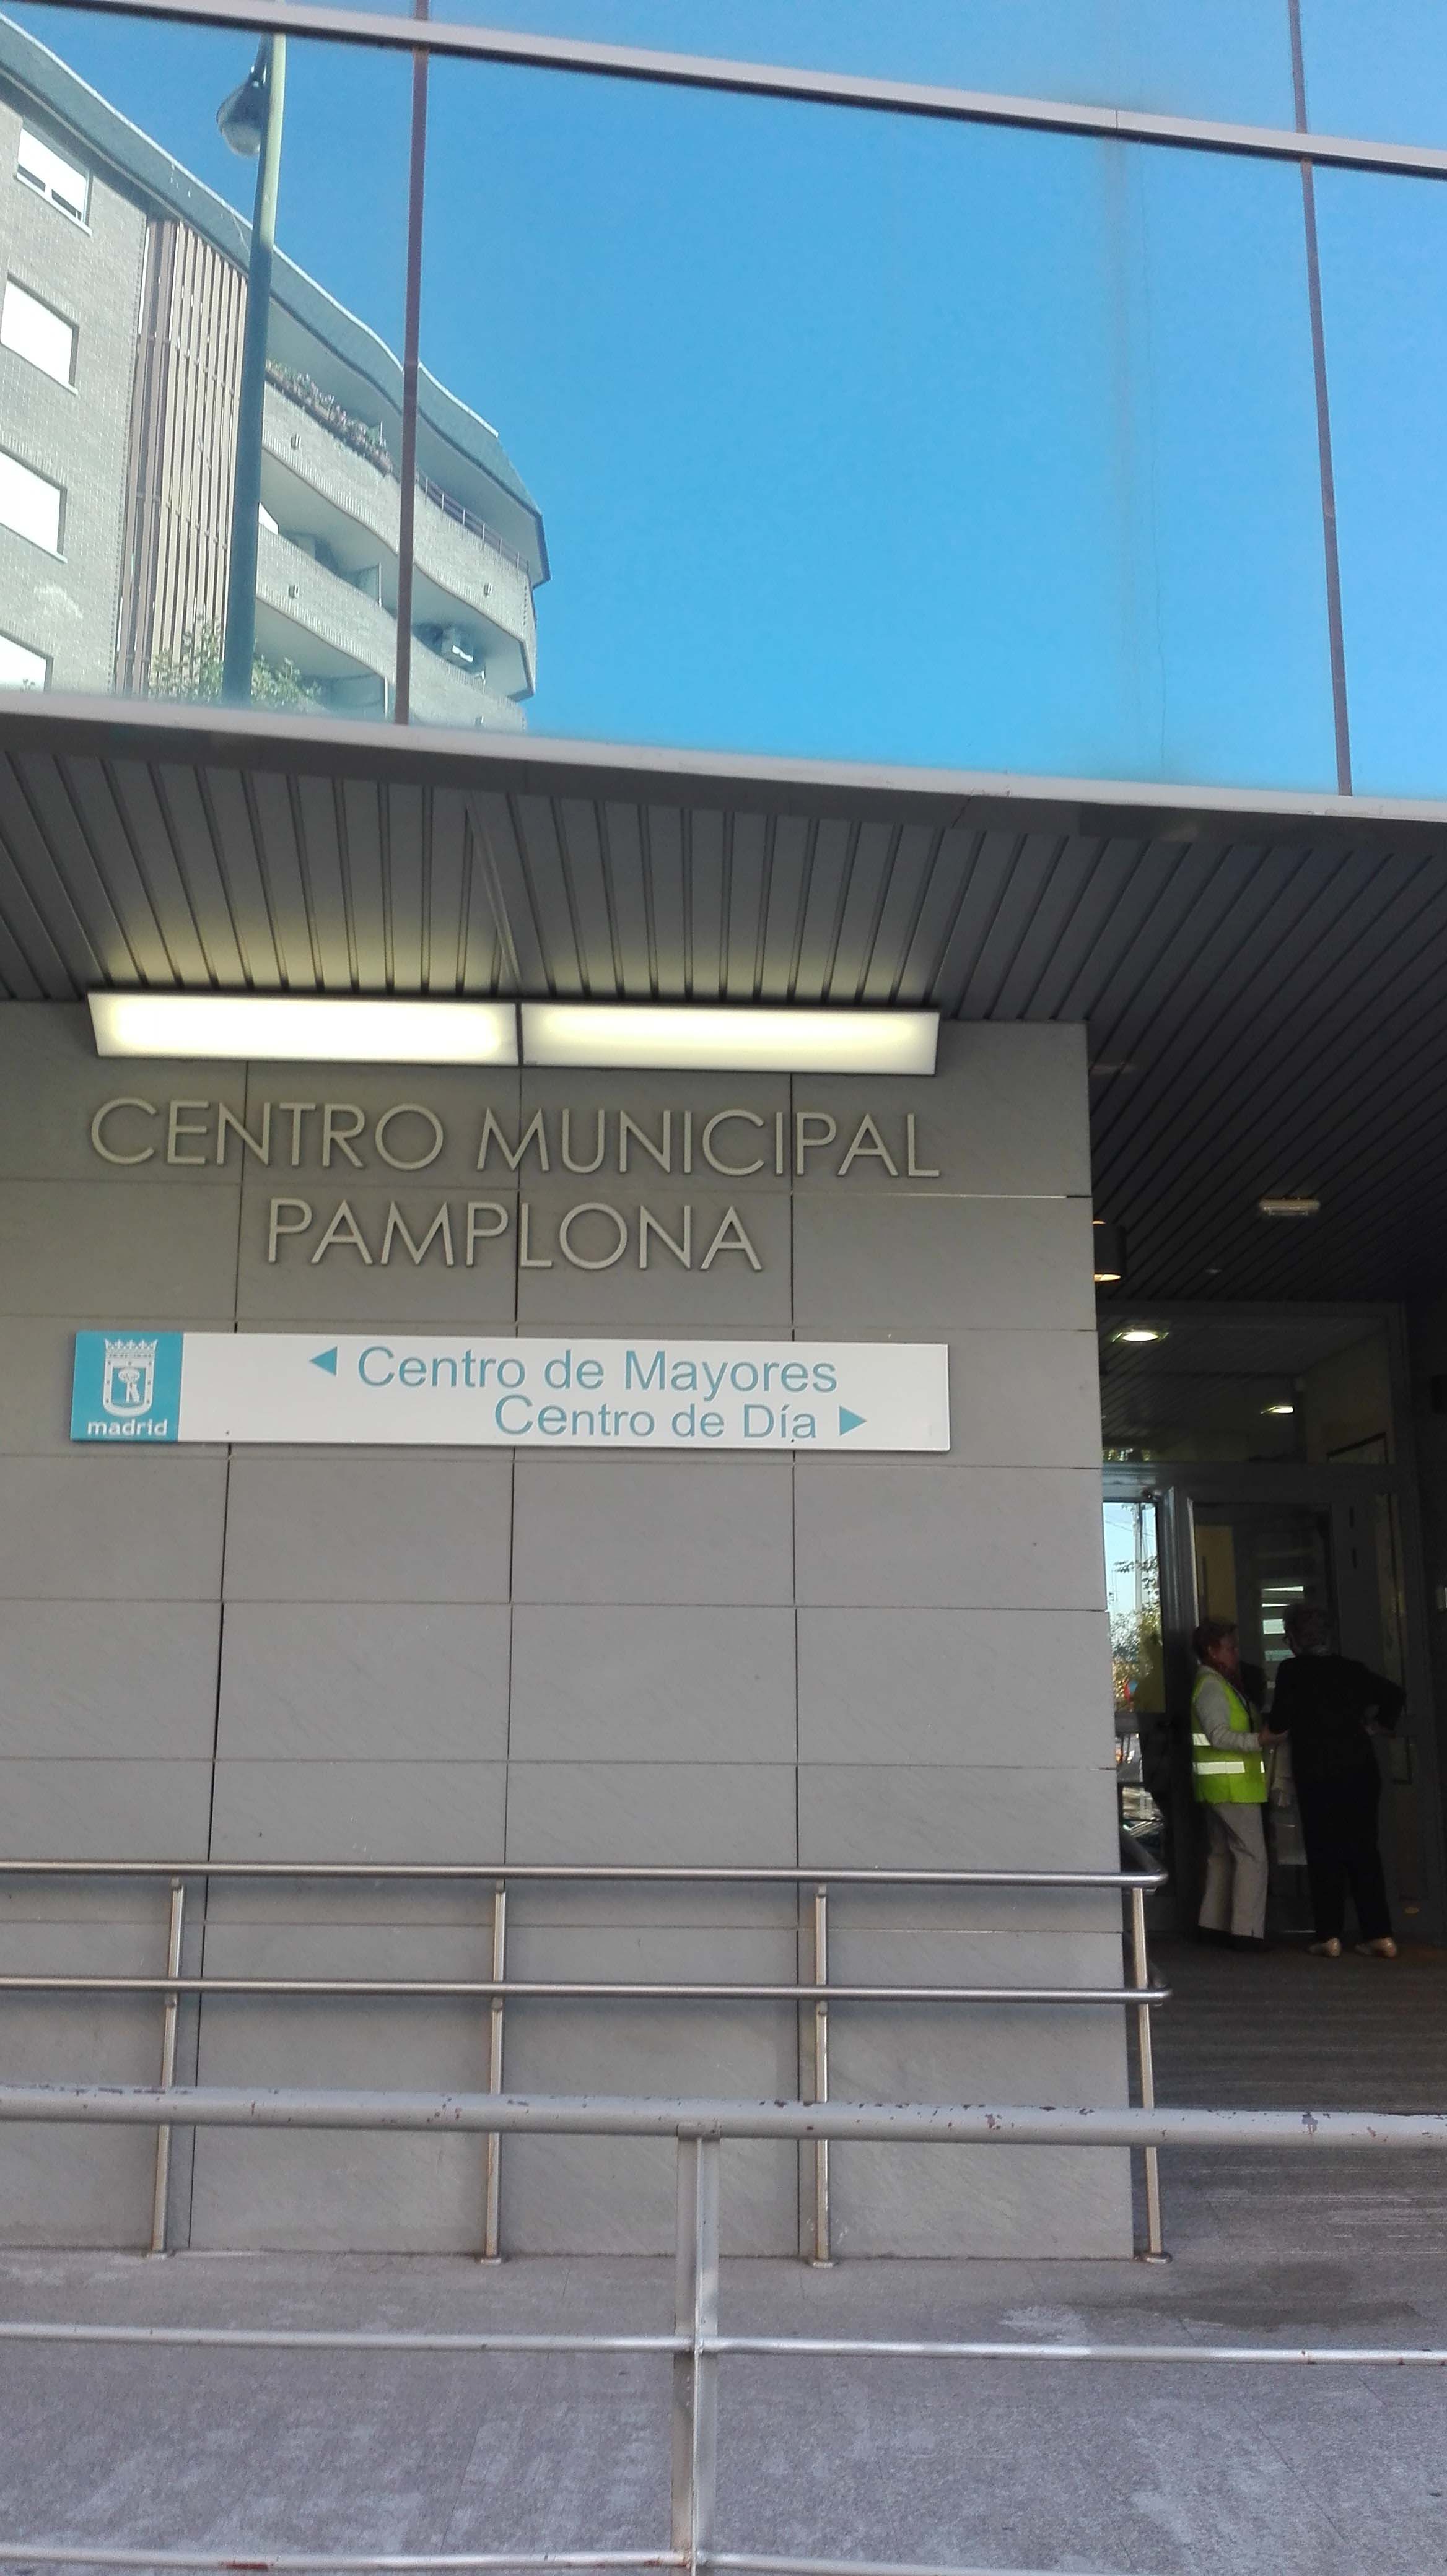 CENTRO MUNICIPAL
PAMPLONA
Centro de Mayores
Centro de Día
madrid